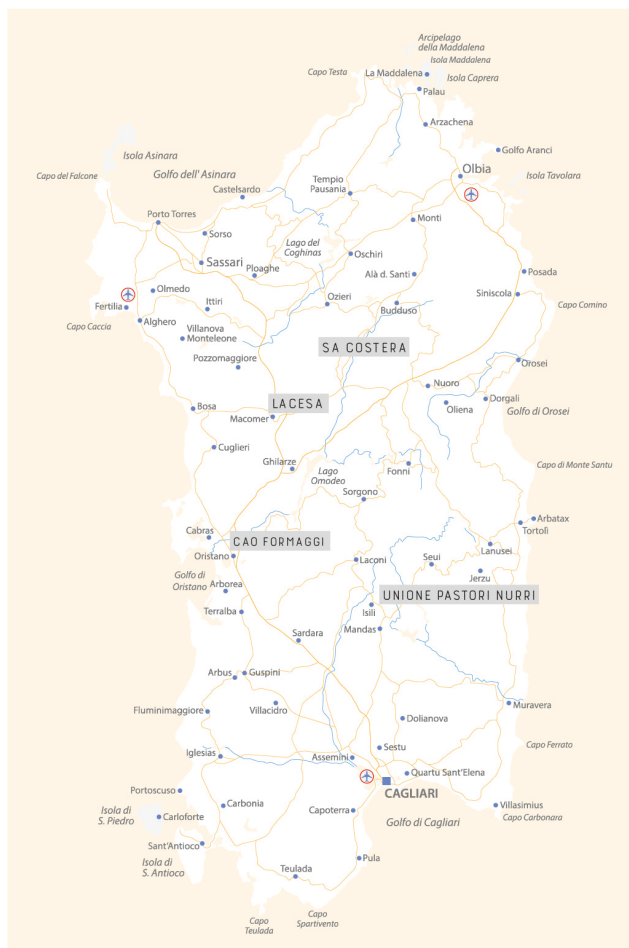 Arcipelago
della Maddalena
Isola Maddalena
Capo Testa
La Maddalena
Isola Caprera
Palau
Arzachena
Golfo Aranci
Isola Asinara
Olbia
Golfo dell' Asinara
Capo del Falcone
Isola Tavolara
Tempio
Pausania
Castelsardo
Porto Torres
Monti
Sorso
Lago del
Coghinas
Oschiri
Sassari
Ploaghe
Alà d. Santi
Posada
Olmedo
Siniscola
Ozieri
Fertilia
Ittiri
Budduso
Capo Comino
Alghero
Capo Caccia
Villanova
Monteleone
SA COSTERA
Pozzomaggiore
Orosei
Nuoro
Dorgali
LACESA
Oliena
Bosa
Golfo di Orosei
Macomer
Cuglieri
Ghilarze
Lago
Omodeo
Fonni
Capo di Monte Santu
Sorgono
Arbatax
Tortolì
Cabras
CAO FORMAGGI
Lanusei
Oristano
Laconi
Seui
Golfo di
Oristano
Jerzu
Arborea
UNIONE PASTORI NURRI
Terralba
Isili
Mandas
Sardara
Arbus
Guspini
Fluminimaggiore
Villacidro
Muravera
Dolianova
Iglesias
Assemini
Sestu
Capo Ferrato
Quartu Sant'Elena
Portoscuso
CAGLIARI
Isola di
S. Piedro
Carbonia
Villasimius
Carloforte
Capoterra
Capo Carbonara
Golfo di Cagliari
Sant'Antioco
Isola di
S. Antioco
Pula
Teulada
Capo
Spartivento
Capo
Teulada